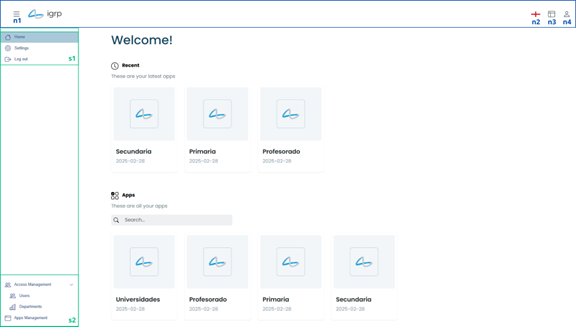 n1
igrp
n2
n3
n4
Home
Settings
Log out
s1
Welcome!
Recent
These are your latest apps
Secundaria
2025-02-28
Primaria
2025-02-28
Profesorado
2025-02-28
Apps
These are all your apps
Search...
Universidades
2025-02-28
Profesorado
2025-02-28
Primaria
2025-02-28
Secundaria
2025-02-28
Access Management
Users
Departments
Apps Management
s2